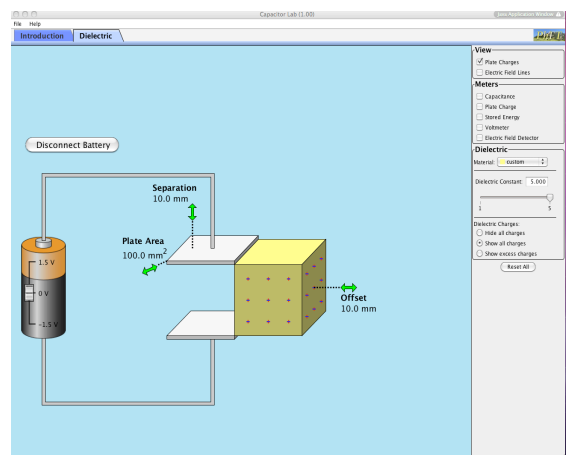 Capacitor Lab (1.00)
Java Application Window
File Help
Introduction
Dielectric
PhET
View
Plate Charges
Electric Field Lines
Meters
Capacitance
Plate Charge
Stored Energy
Voltmeter
Electric Field Detector
Dielectric
Material: custom
Dielectric Constant: 5.000
1 5
Dielectric Charges:
Hide all charges
Show all charges
Show excess charges
Reset All
Disconnect Battery
Separation
10.0 mm
Plate Area
100.0 mm²
1.5 V
0 V
-1.5 V
Offset
10.0 mm